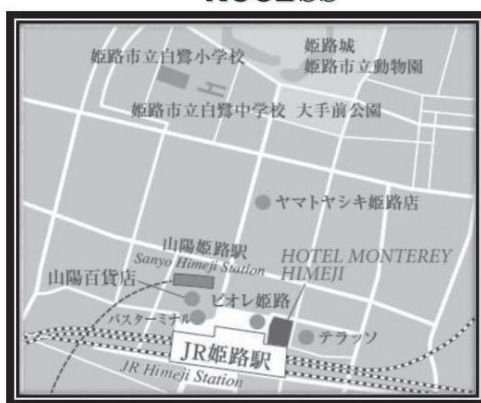 ACCESS
姫路市立白鷺小学校
姫路城
姫路市立動物園
姫路市立白鷺中学校
大手前公園
ヤマトヤシキ姫路店
山陽姫路駅
Sanyo Himeji Station
HOTEL MONTEREY
HIMEJI
山陽百貨店
ピオレ姫路
バスターミナル
テラッソ
JR姫路駅
JR Himeji Station